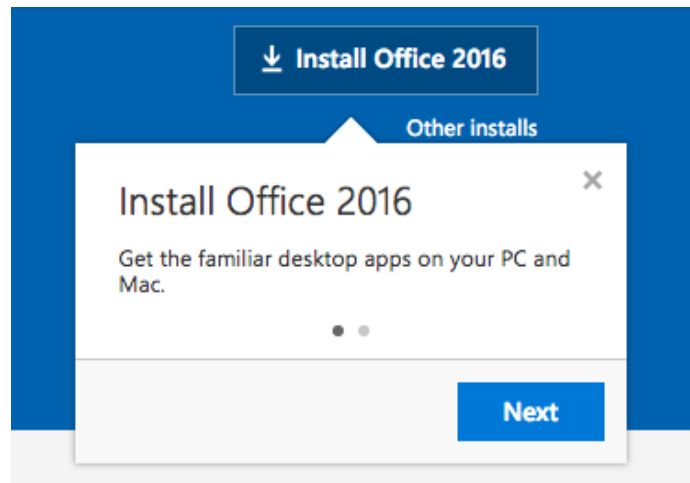 Install Office 2016
Other installs
Install Office 2016
Get the familiar desktop apps on your PC and
Mac.
Next